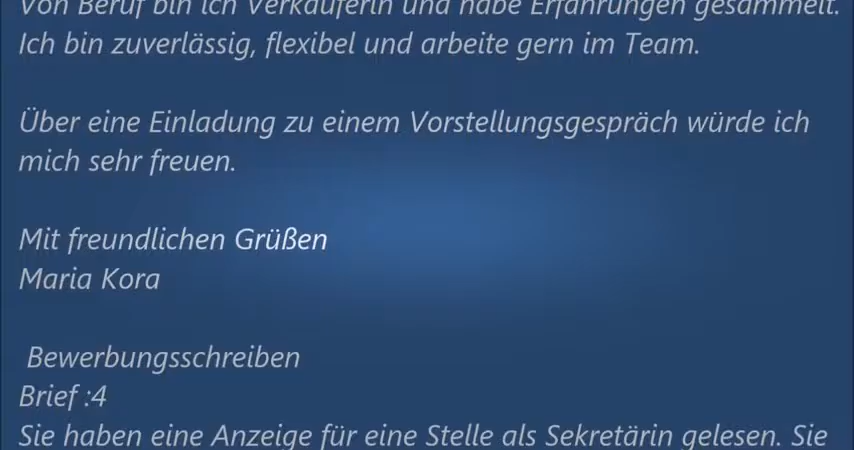 Von Beruf bin ich Verkäuferin und habe Erfahrungen gesammelt.
Ich bin zuverlässig, flexibel und arbeite gern im Team.
Über eine Einladung zu einem Vorstellungsgespräch würde ich
mich sehr freuen.
Mit freundlichen Grüßen
Maria Kora
Bewerbungsschreiben
Brief :4
Sie haben eine Anzeige für eine Stelle als Sekretärin gelesen. Sie